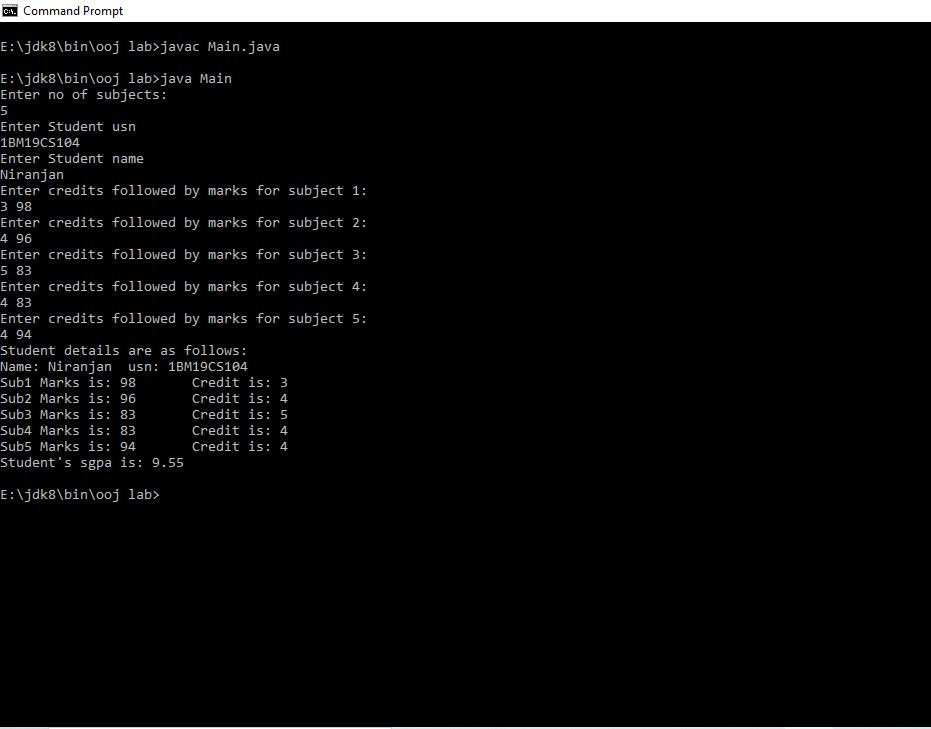 Command Prompt
E:\jdk8\bin\ooj lab>javac Main.java
E:\jdk8\bin\ooj lab>java Main
Enter no of subjects:
5
Enter Student usn
1BM19CS104
Enter Student name
Niranjan
Enter credits followed by marks for subject 1:
3 98
Enter credits followed by marks for subject 2:
4 96
Enter credits followed by marks for subject 3:
5 83
Enter credits followed by marks for subject 4:
4 83
Enter credits followed by marks for subject 5:
4 94
Student details are as follows:
Name: Niranjan  usn: 1BM19CS104
Sub1 Marks is: 98       Credit is: 3
Sub2 Marks is: 96       Credit is: 4
Sub3 Marks is: 83       Credit is: 5
Sub4 Marks is: 83       Credit is: 4
Sub5 Marks is: 94       Credit is: 4
Student's sgpa is: 9.55
E:\jdk8\bin\ooj lab>